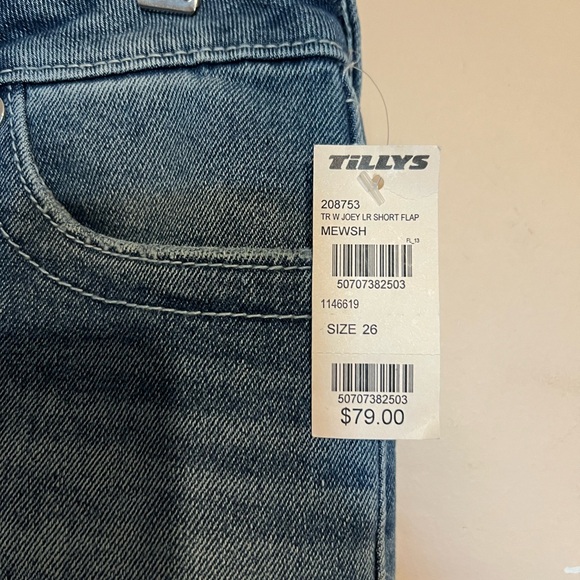 TILLYS
208753
TR W JOEY LR SHORT FLAP
MEWSH
FL_13
50707382503
1146619
SIZE 26
50707382503
$79.00